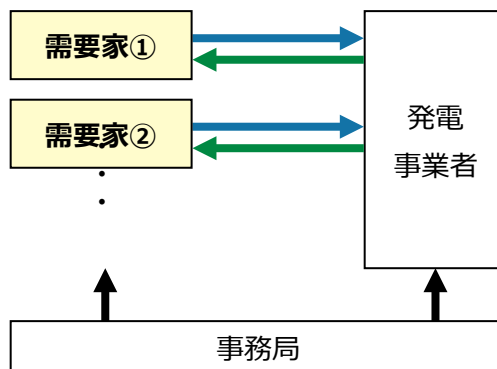 需要家①
需要家②
発電
事業者
事務局